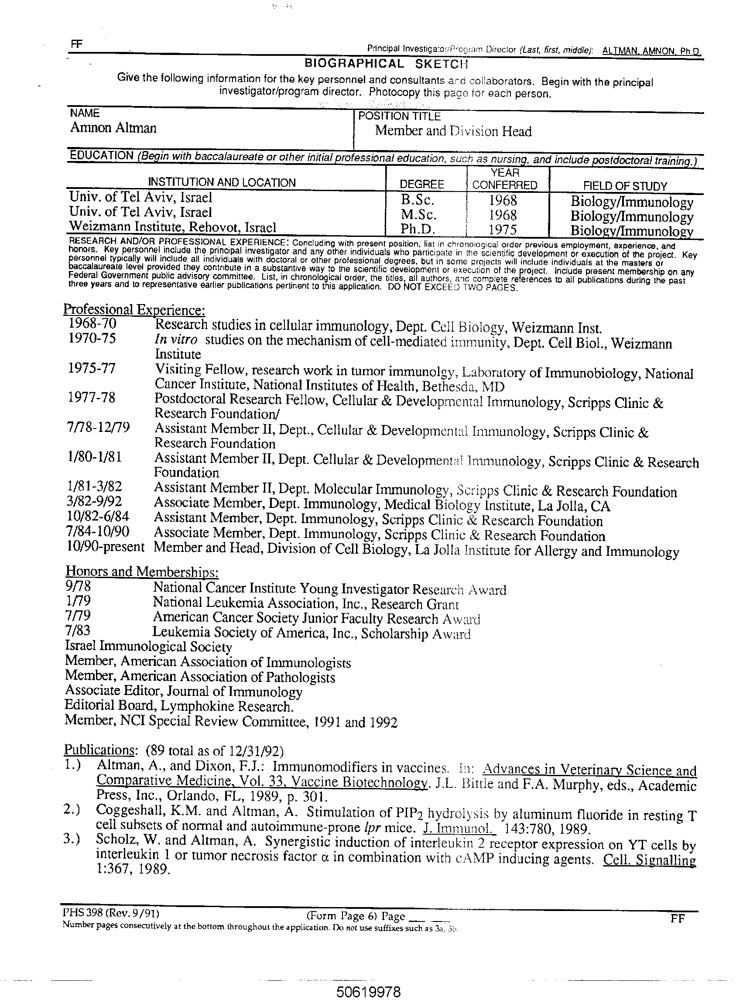 FF
Principal Investigator/Program Director (Last, first, middle): ALTMAN, AMNON, Ph.D.
BIOGRAPHICAL SKETCH
Give the following information for the key personnel and consultants and collaborators. Begin with the principal
investigator/program director. Photocopy this page for each person.
NAME
Amnon Altman
POSITION TITLE
Member and Division Head
EDUCATION (Begin with baccalaureate or other initial professional education, such as nursing, and include postdoctoral training.)
INSTITUTION AND LOCATION DEGREE YEAR CONFERRED FIELD OF STUDY
Univ. of Tel Aviv, Israel B.Sc. 1968 Biology/Immunology
Univ. of Tel Aviv, Israel M.Sc. 1968 Biology/Immunology
Weizmann Institute, Rehovot, Israel Ph.D. 1975 Biology/Immunology
RESEARCH AND/OR PROFESSIONAL EXPERIENCE: Concluding with present position, list in chronological order previous employment, experience, and
honors. Key personnel include the principal investigator and any other individuals who participate in the scientific development or execution of the project. Key
personnel typically will include all individuals with doctoral or other professional degrees, but in some projects will include individuals at the masters or
baccalaureate level provided they contribute in a substantive way to the scientific development or execution of the project. Include present membership on any
Federal Government public advisory committee. List, in chronological order, the titles, all authors, and complete references to all publications during the past
three years and to representative earlier publications pertinent to this application. DO NOT EXCEED TWO PAGES.
Professional Experience:
1968-70 Research studies in cellular immunology, Dept. Cell Biology, Weizmann Inst.
1970-75 In vitro studies on the mechanism of cell-mediated immunity, Dept. Cell Biol., Weizmann
Institute
1975-77 Visiting Fellow, research work in tumor immunolgy, Laboratory of Immunobiology, National
Cancer Institute, National Institutes of Health, Bethesda, MD
1977-78 Postdoctoral Research Fellow, Cellular & Developmental Immunology, Scripps Clinic &
Research Foundation/
7/78-12/79 Assistant Member II, Dept., Cellular & Developmental Immunology, Scripps Clinic &
Research Foundation
1/80-1/81 Assistant Member II, Dept. Cellular & Developmental Immunology, Scripps Clinic & Research
Foundation
1/81-3/82 Assistant Member II, Dept. Molecular Immunology, Scripps Clinic & Research Foundation
3/82-9/92 Associate Member, Dept. Immunology, Medical Biology Institute, La Jolla, CA
10/82-6/84 Assistant Member, Dept. Immunology, Scripps Clinic & Research Foundation
7/84-10/90 Associate Member, Dept. Immunology, Scripps Clinic & Research Foundation
10/90-present Member and Head, Division of Cell Biology, La Jolla Institute for Allergy and Immunology
Honors and Memberships:
9/78 National Cancer Institute Young Investigator Research Award
1/79 National Leukemia Association, Inc., Research Grant
7/79 American Cancer Society Junior Faculty Research Award
7/83 Leukemia Society of America, Inc., Scholarship Award
Israel Immunological Society
Member, American Association of Immunologists
Member, American Association of Pathologists
Associate Editor, Journal of Immunology
Editorial Board, Lymphokine Research.
Member, NCI Special Review Committee, 1991 and 1992
Publications: (89 total as of 12/31/92)
1.) Altman, A., and Dixon, F.J.: Immunomodifiers in vaccines. In: Advances in Veterinary Science and
Comparative Medicine, Vol. 33, Vaccine Biotechnology, J.L. Bittle and F.A. Murphy, eds., Academic
Press, Inc., Orlando, FL, 1989, p. 301.
2.) Coggeshall, K.M. and Altman, A. Stimulation of PIP2 hydrolysis by aluminum fluoride in resting T
cell subsets of normal and autoimmune-prone lpr mice. J. Immunol. 143:780, 1989.
3.) Scholz, W. and Altman, A. Synergistic induction of interleukin 2 receptor expression on YT cells by
interleukin 1 or tumor necrosis factor α in combination with cAMP inducing agents. Cell. Signalling
1:367, 1989.
PHS 398 (Rev. 9/91) (Form Page 6) Page ___ ___ FF
Number pages consecutively at the bottom throughout the application. Do not use suffixes such as 3a, 3b.
50619978